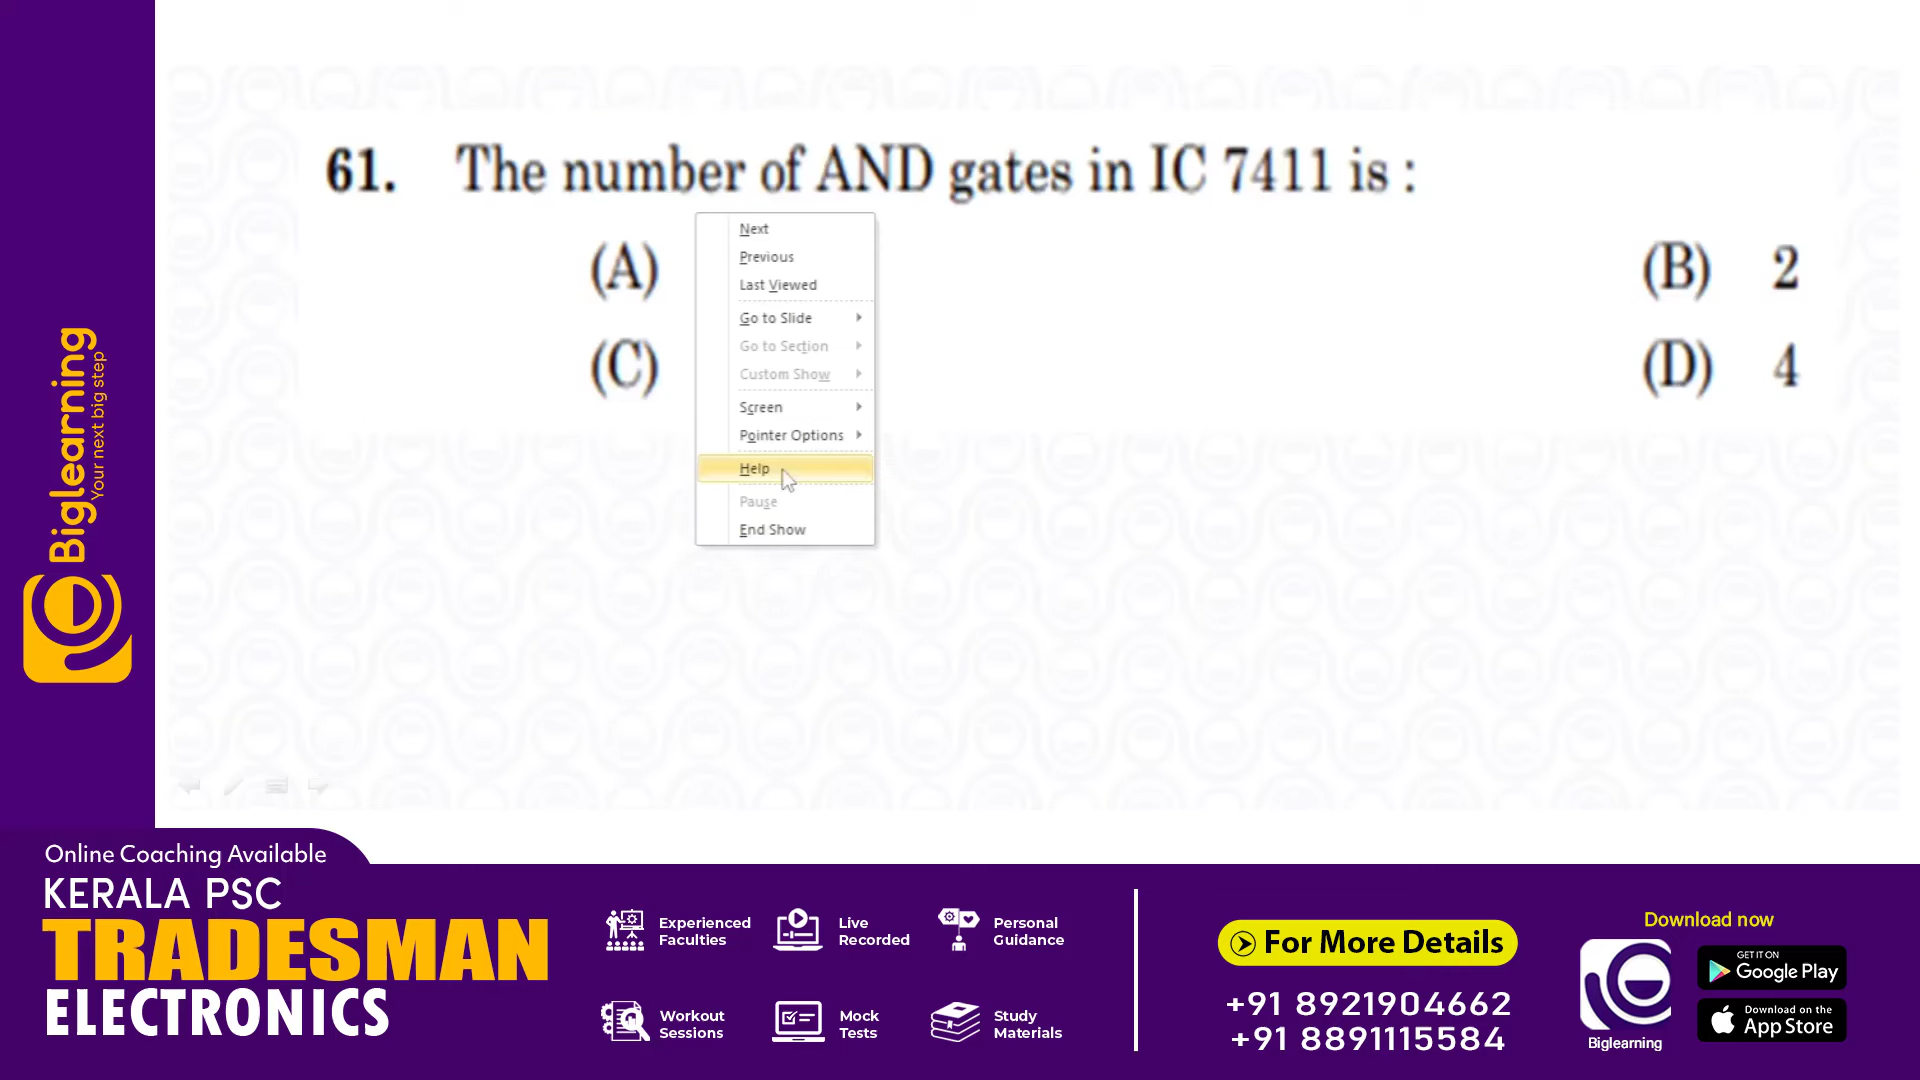 61. The number of AND gates in IC 7411 is :
(A)
(B) 2
(C)
(D) 4
Next
Previous
Last Viewed
Go to Slide
Go to Section
Custom Show
Screen
Pointer Options
Help
Pause
End Show
Biglearning
Your next big step
Online Coaching Available
KERALA PSC
TRADESMAN
ELECTRONICS
Experienced
Faculties
Live
Recorded
Personal
Guidance
Workout
Sessions
Mock
Tests
Study
Materials
For More Details
+91 8921904662
+91 8891115584
Download now
Biglearning
GET IT ON
Google Play
Download on the
App Store